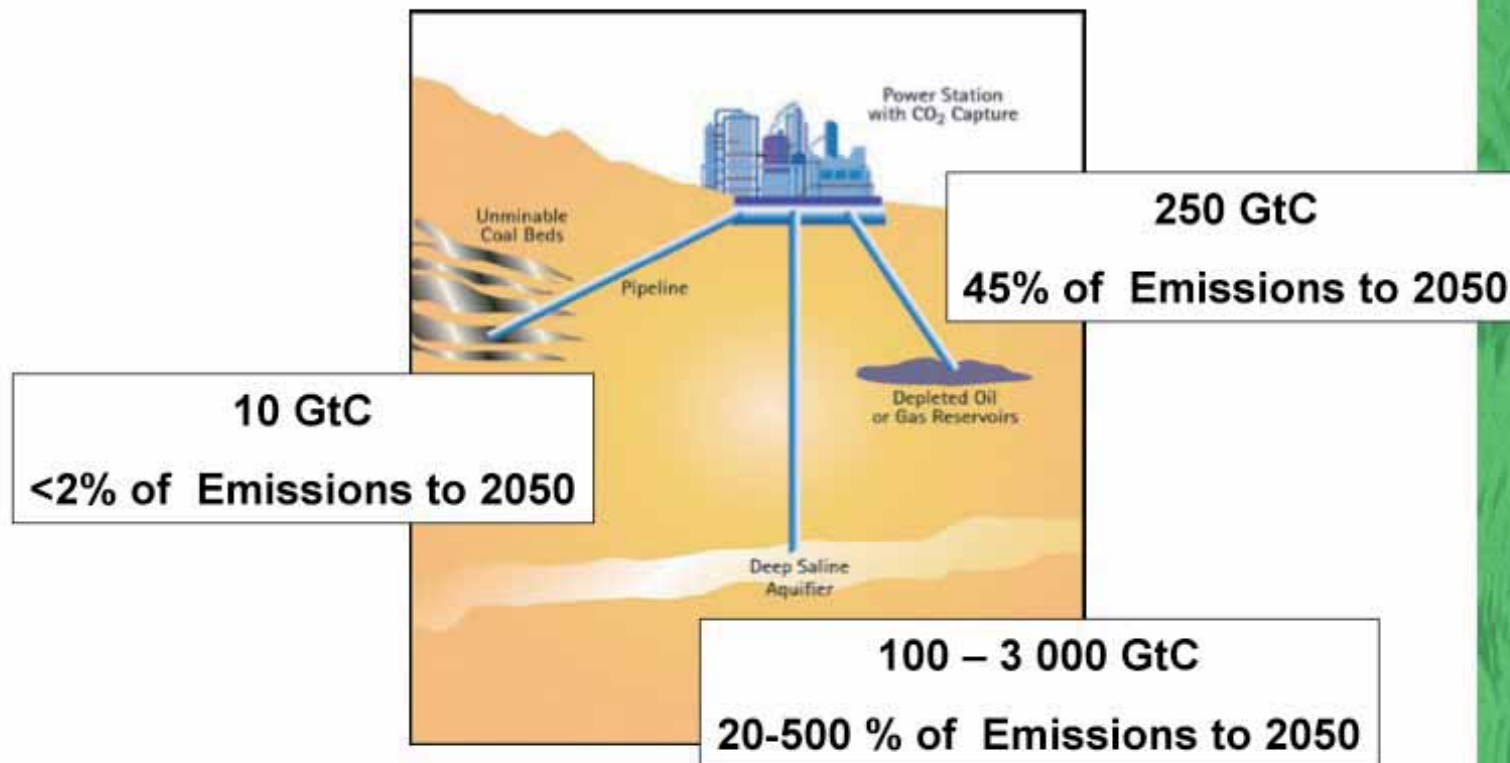 Power Station
with CO₂ Capture
250 GtC
45% of Emissions to 2050
Unminable
Coal Beds
Pipeline
10 GtC
<2% of Emissions to 2050
Depleted Oil
or Gas Reservoirs
Deep Saline
Aquifier
100 – 3 000 GtC
20-500 % of Emissions to 2050